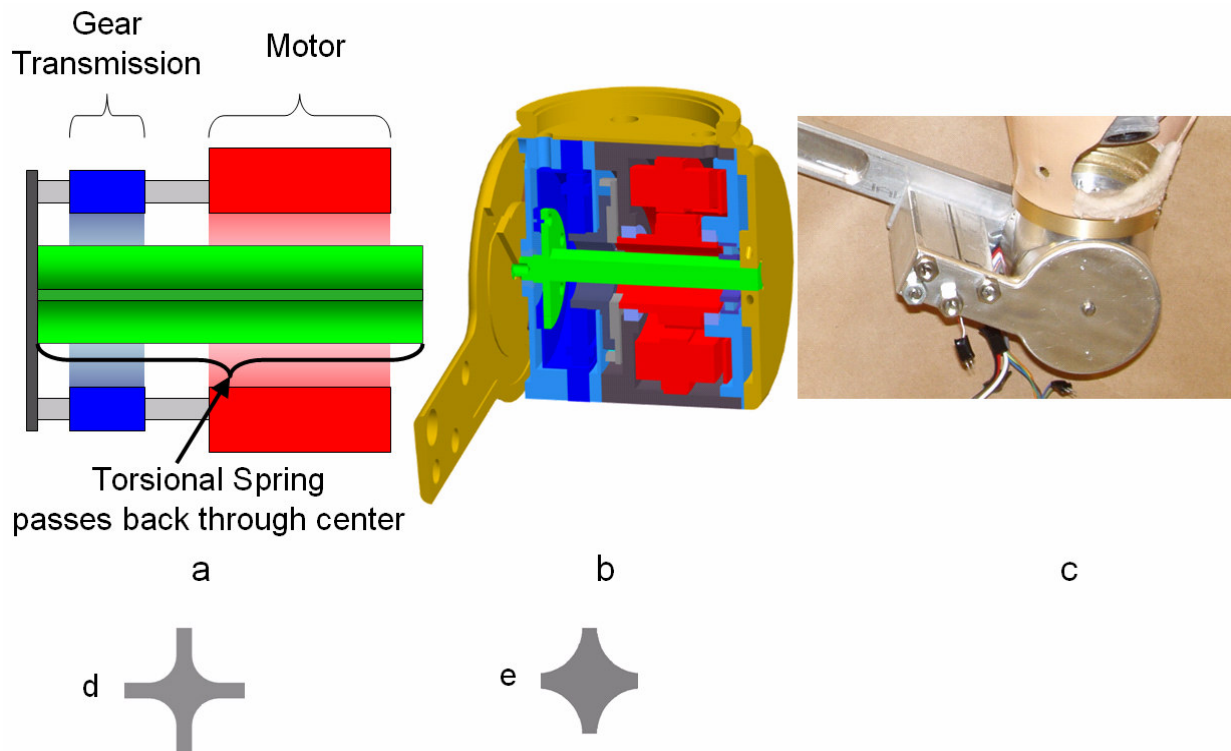 Gear
Transmission
Motor
Torsional Spring
passes back through center
a
b
c
d
e